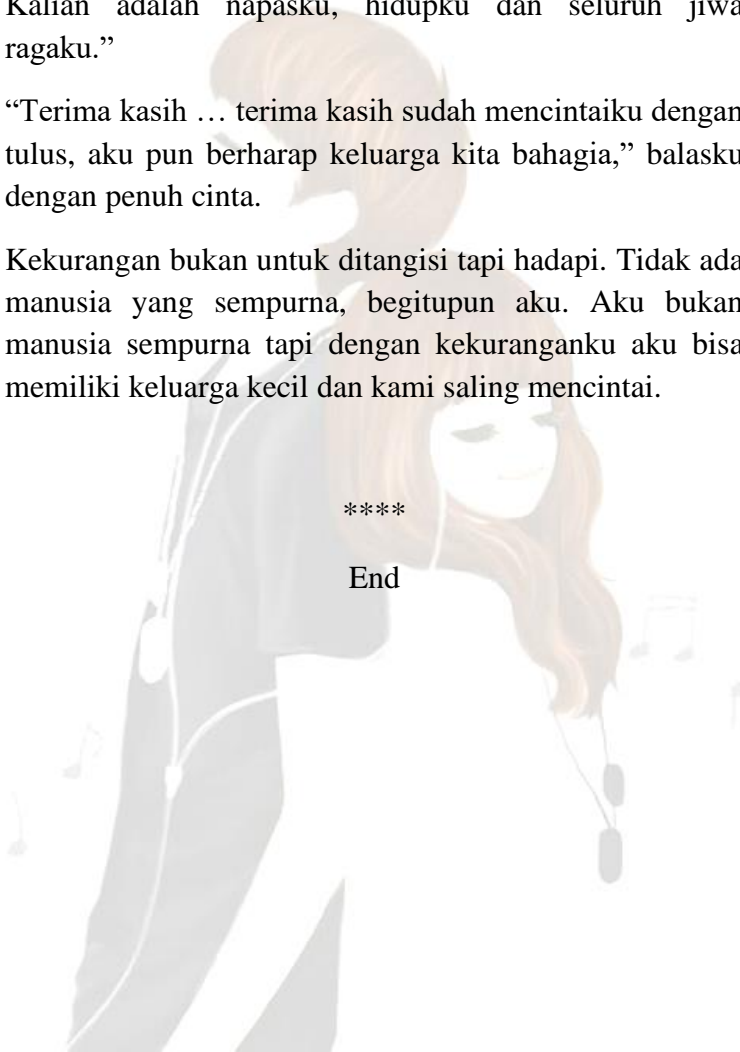 Kalian adalah napasku, hidupku dan seluruh jiwa
ragaku.”
“Terima kasih … terima kasih sudah mencintaiku dengan
tulus, aku pun berharap keluarga kita bahagia,” balasku
dengan penuh cinta.
Kekurangan bukan untuk ditangisi tapi hadapi. Tidak ada
manusia yang sempurna, begitupun aku. Aku bukan
manusia sempurna tapi dengan kekuranganku aku bisa
memiliki keluarga kecil dan kami saling mencintai.
****
End